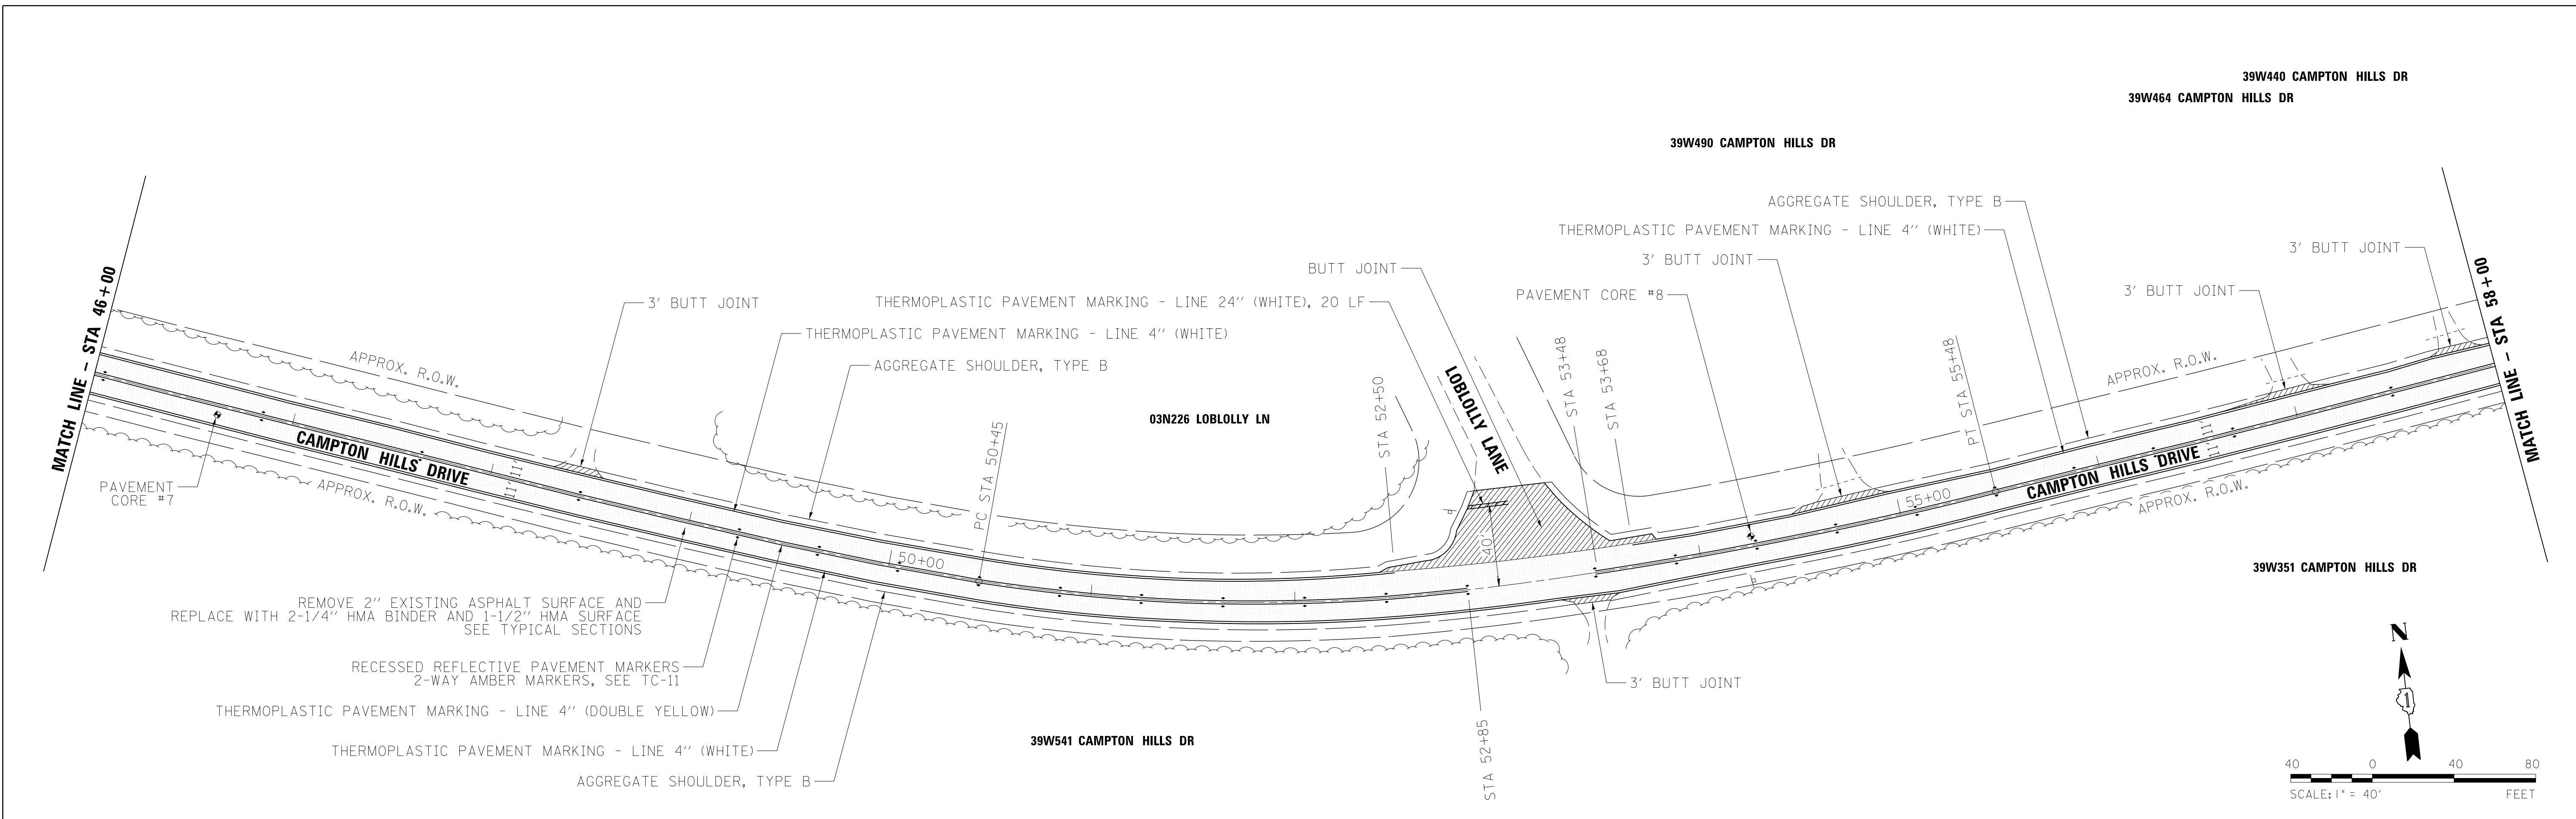 39W440 CAMPTON HILLS DR
39W464 CAMPTON HILLS DR
39W490 CAMPTON HILLS DR
AGGREGATE SHOULDER, TYPE B
THERMOPLASTIC PAVEMENT MARKING - LINE 4" (WHITE)
3' BUTT JOINT
3' BUTT JOINT
3' BUTT JOINT
BUTT JOINT
THERMOPLASTIC PAVEMENT MARKING - LINE 24" (WHITE), 20 LF
PAVEMENT CORE #8
3' BUTT JOINT
THERMOPLASTIC PAVEMENT MARKING - LINE 4" (WHITE)
AGGREGATE SHOULDER, TYPE B
MATCH LINE - STA 46+00
APPROX. R.O.W.
03N226 LOBLOLLY LN
LOBLOLLY LANE
STA 52+50
STA 53+48
STA 53+68
PT STA 55+48
APPROX. R.O.W.
MATCH LINE - STA 58+00
CAMPTON HILLS DRIVE
11' 11'
PAVEMENT
CORE #7
APPROX. R.O.W.
PC STA 50+45
50+00
40'
55+00
CAMPTON HILLS DRIVE
11' 11'
APPROX. R.O.W.
39W351 CAMPTON HILLS DR
REMOVE 2" EXISTING ASPHALT SURFACE AND
REPLACE WITH 2-1/4" HMA BINDER AND 1-1/2" HMA SURFACE
SEE TYPICAL SECTIONS
RECESSED REFLECTIVE PAVEMENT MARKERS
2-WAY AMBER MARKERS, SEE TC-11
3' BUTT JOINT
THERMOPLASTIC PAVEMENT MARKING - LINE 4" (DOUBLE YELLOW)
39W541 CAMPTON HILLS DR
STA 52+85
THERMOPLASTIC PAVEMENT MARKING - LINE 4" (WHITE)
AGGREGATE SHOULDER, TYPE B
N
1
40 0 40 80
SCALE: 1" = 40' FEET